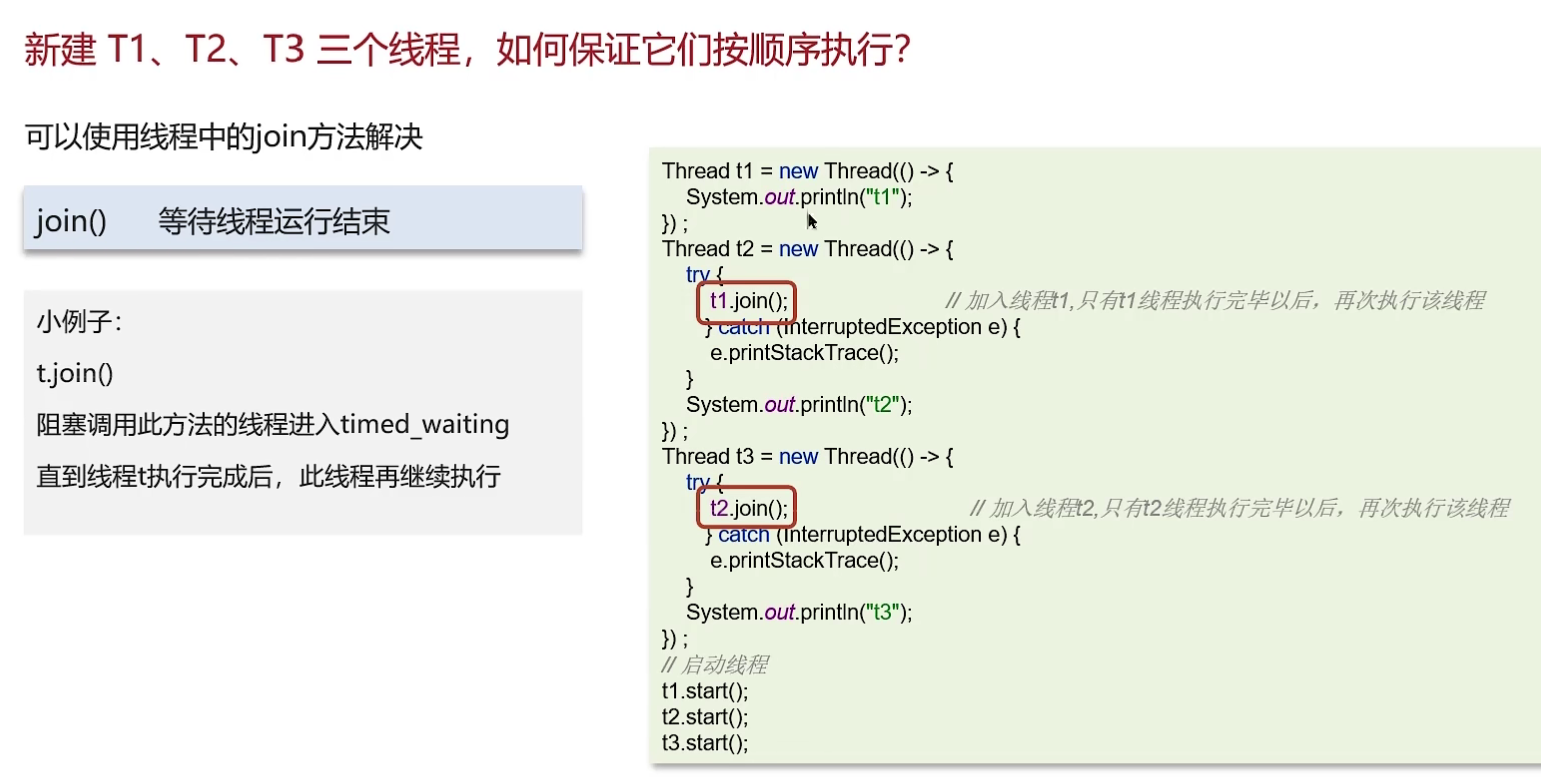 新建 T1、T2、T3 三个线程，如何保证它们按顺序执行？
可以使用线程中的join方法解决
join() 等待线程运行结束
小例子：
t.join()
阻塞调用此方法的线程进入timed_waiting
直到线程t执行完成后，此线程再继续执行
Thread t1 = new Thread(() -> {
System.out.println("t1");
}) ;
Thread t2 = new Thread(() -> {
try {
t1.join(); // 加入线程t1,只有t1线程执行完毕以后，再次执行该线程
} catch (InterruptedException e) {
e.printStackTrace();
}
System.out.println("t2");
}) ;
Thread t3 = new Thread(() -> {
try {
t2.join(); // 加入线程t2,只有t2线程执行完毕以后，再次执行该线程
} catch (InterruptedException e) {
e.printStackTrace();
}
System.out.println("t3");
}) ;
// 启动线程
t1.start();
t2.start();
t3.start();